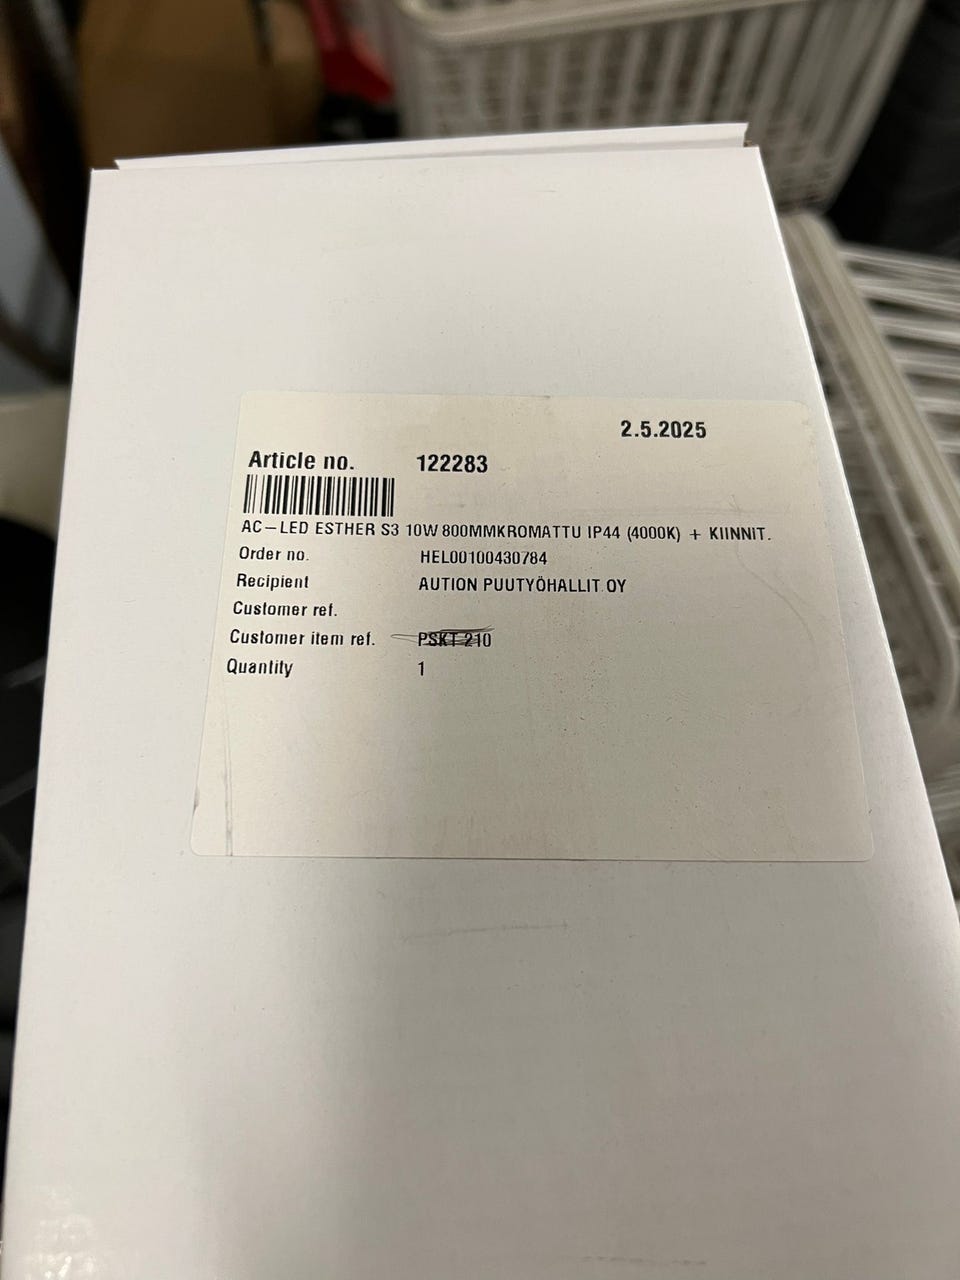 2.5.2025
Article no. 122283
AC-LED ESTHER S3 10W 800MMKROMATTU IP44 (4000K) + KIINNIT.
Order no. HEL00100430784
Recipient AUTION PUUTYÖHALLIT OY
Customer ref.
Customer item ref. PSKT 210
Quantity 1